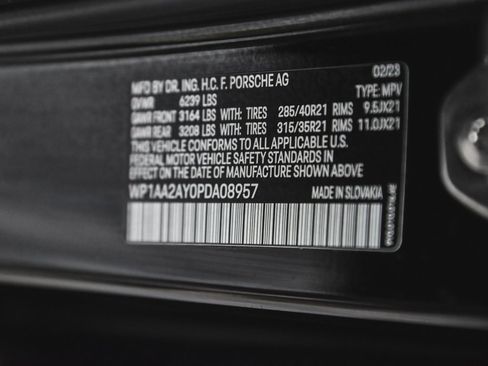 MFD BY DR. ING. H.C. F. PORSCHE AG 02/23
GVWR 6239 LBS TYPE: MPV
GAWR FRONT 3164 LBS WITH: TIRES 285/40R21 RIMS 9.5JX21
GAWR REAR 3208 LBS WITH: TIRES 315/35R21 RIMS 11.0JX21
THIS VEHICLE CONFORMS TO ALL APPLICABLE U.S.
FEDERAL MOTOR VEHICLE SAFETY STANDARDS IN
EFFECT ON THE DATE OF MANUFACTURE SHOWN ABOVE.
WP1AA2AY0PDA08957 MADE IN SLOVAKIA